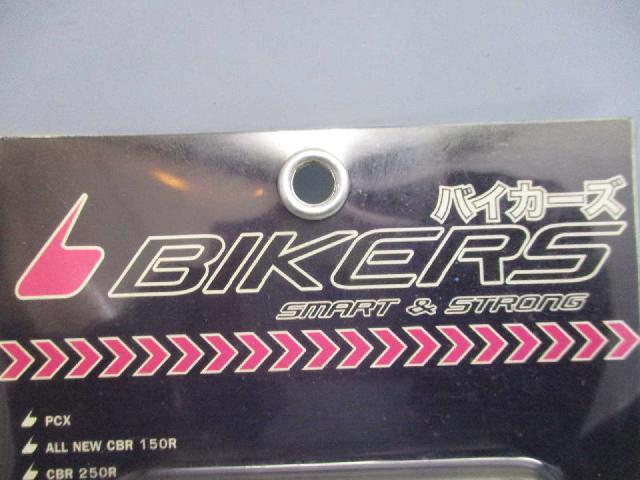 バイカーズ
BIKERS
SMART & STRONG
PCX
ALL NEW CBR 150R
CBR 250R